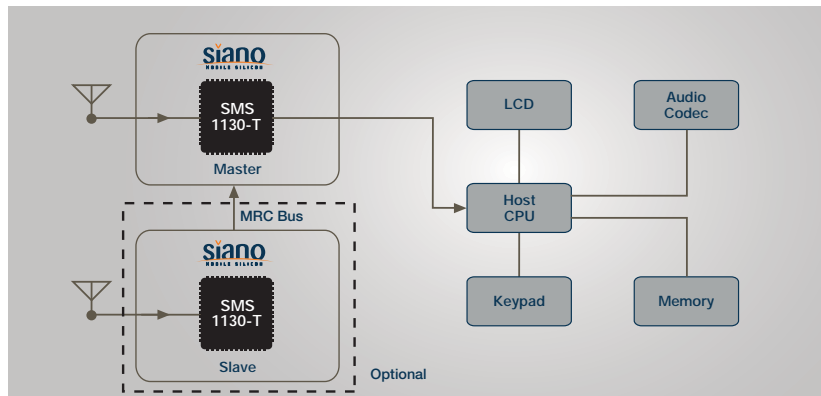 siano
MOBILE SILICON
SMS
1130-T
Master
MRC Bus
siano
MOBILE SILICON
SMS
1130-T
Slave
Optional
LCD
Audio
Codec
Host
CPU
Keypad
Memory